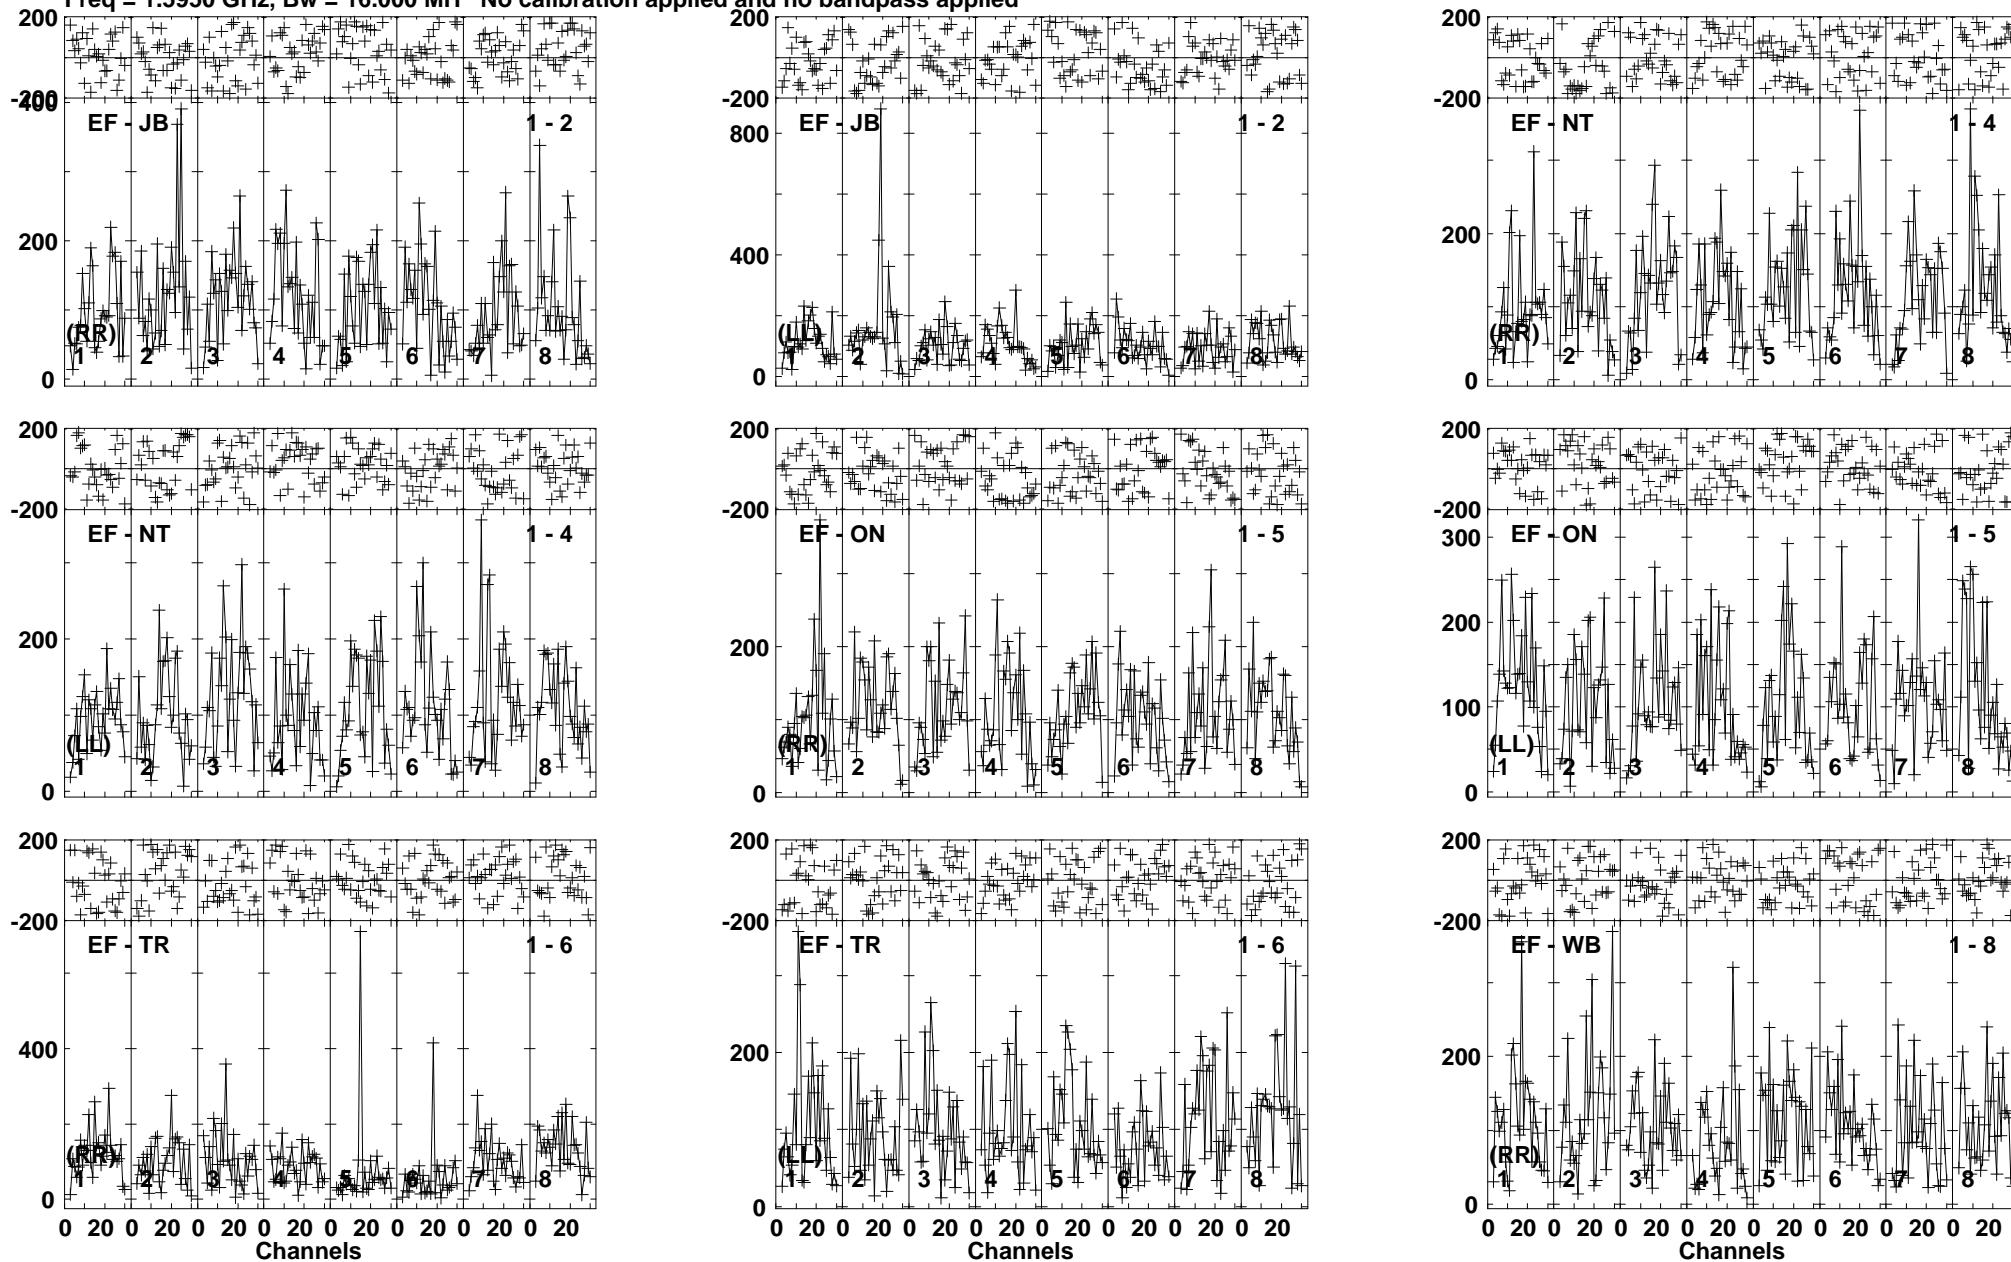 Freq = 1.5950 GHz, Bw = 16.000 MH No calibration applied and no bandpass applied
200 200 200
-200 -200 -200
400 EF - JB 1 - 2 EF - JB 1 - 2 EF - NT 1 - 4
800
200 400 200
(RR) (LL) (RR)
1 2 3 4 5 6 7 8 1 2 3 4 5 6 7 8 1 2 3 4 5 6 7 8
0 0 0
200 200 200
-200 -200 -200
EF - NT 1 - 4 EF - ON 1 - 5 EF - ON 1 - 5
300
200 200 200
100
(LL) (RR) (LL)
1 2 3 4 5 6 7 8 1 2 3 4 5 6 7 8 1 2 3 4 5 6 7 8
0 0 0
200 200 200
-200 -200 -200
EF - TR 1 - 6 EF - TR 1 - 6 EF - WB 1 - 8
400 200 200
(RR) (LL) (RR)
1 2 3 4 5 6 7 8 1 2 3 4 5 6 7 8 1 2 3 4 5 6 7 8
0 0 0
0 20 0 20 0 20 0 20 0 20 0 20 0 20 0 20 0 20 0 20 0 20 0 20 0 20 0 20 0 20 0 20 0 20 0 20 0 20 0 20 0 20 0 20 0 20 0 20
Channels Channels Channels